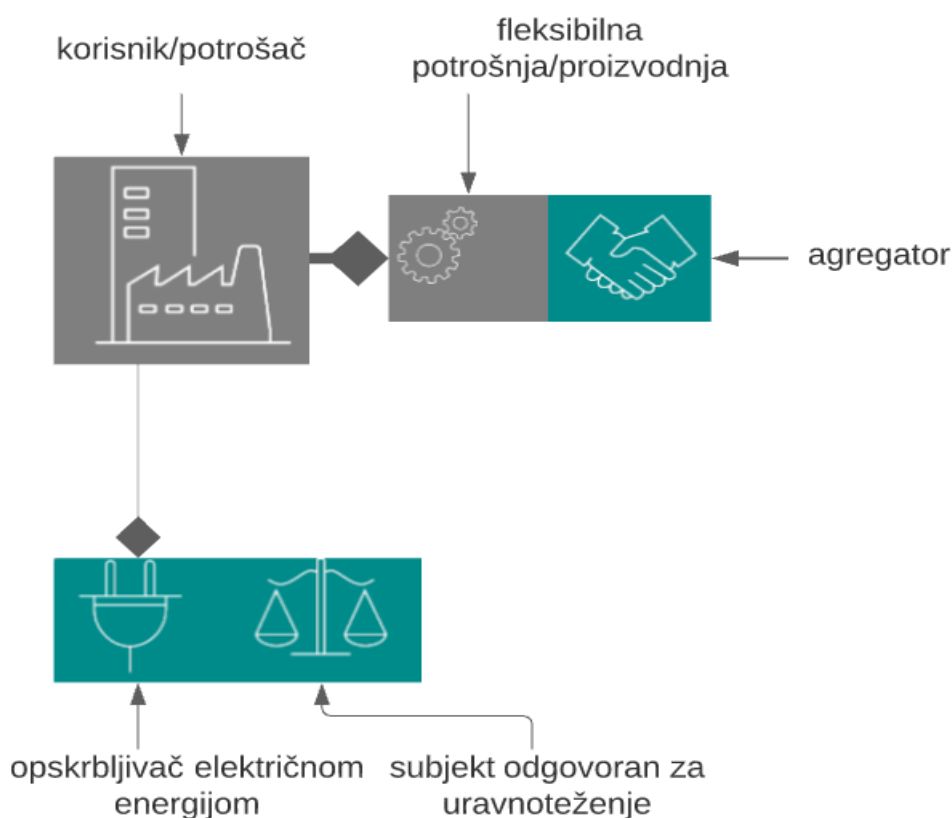 korisnik/potrošač
fleksibilna
potrošnja/proizvodnja
agregator
opskrbljivač električnom
energijom
subjekt odgovoran za
uravnoteženje